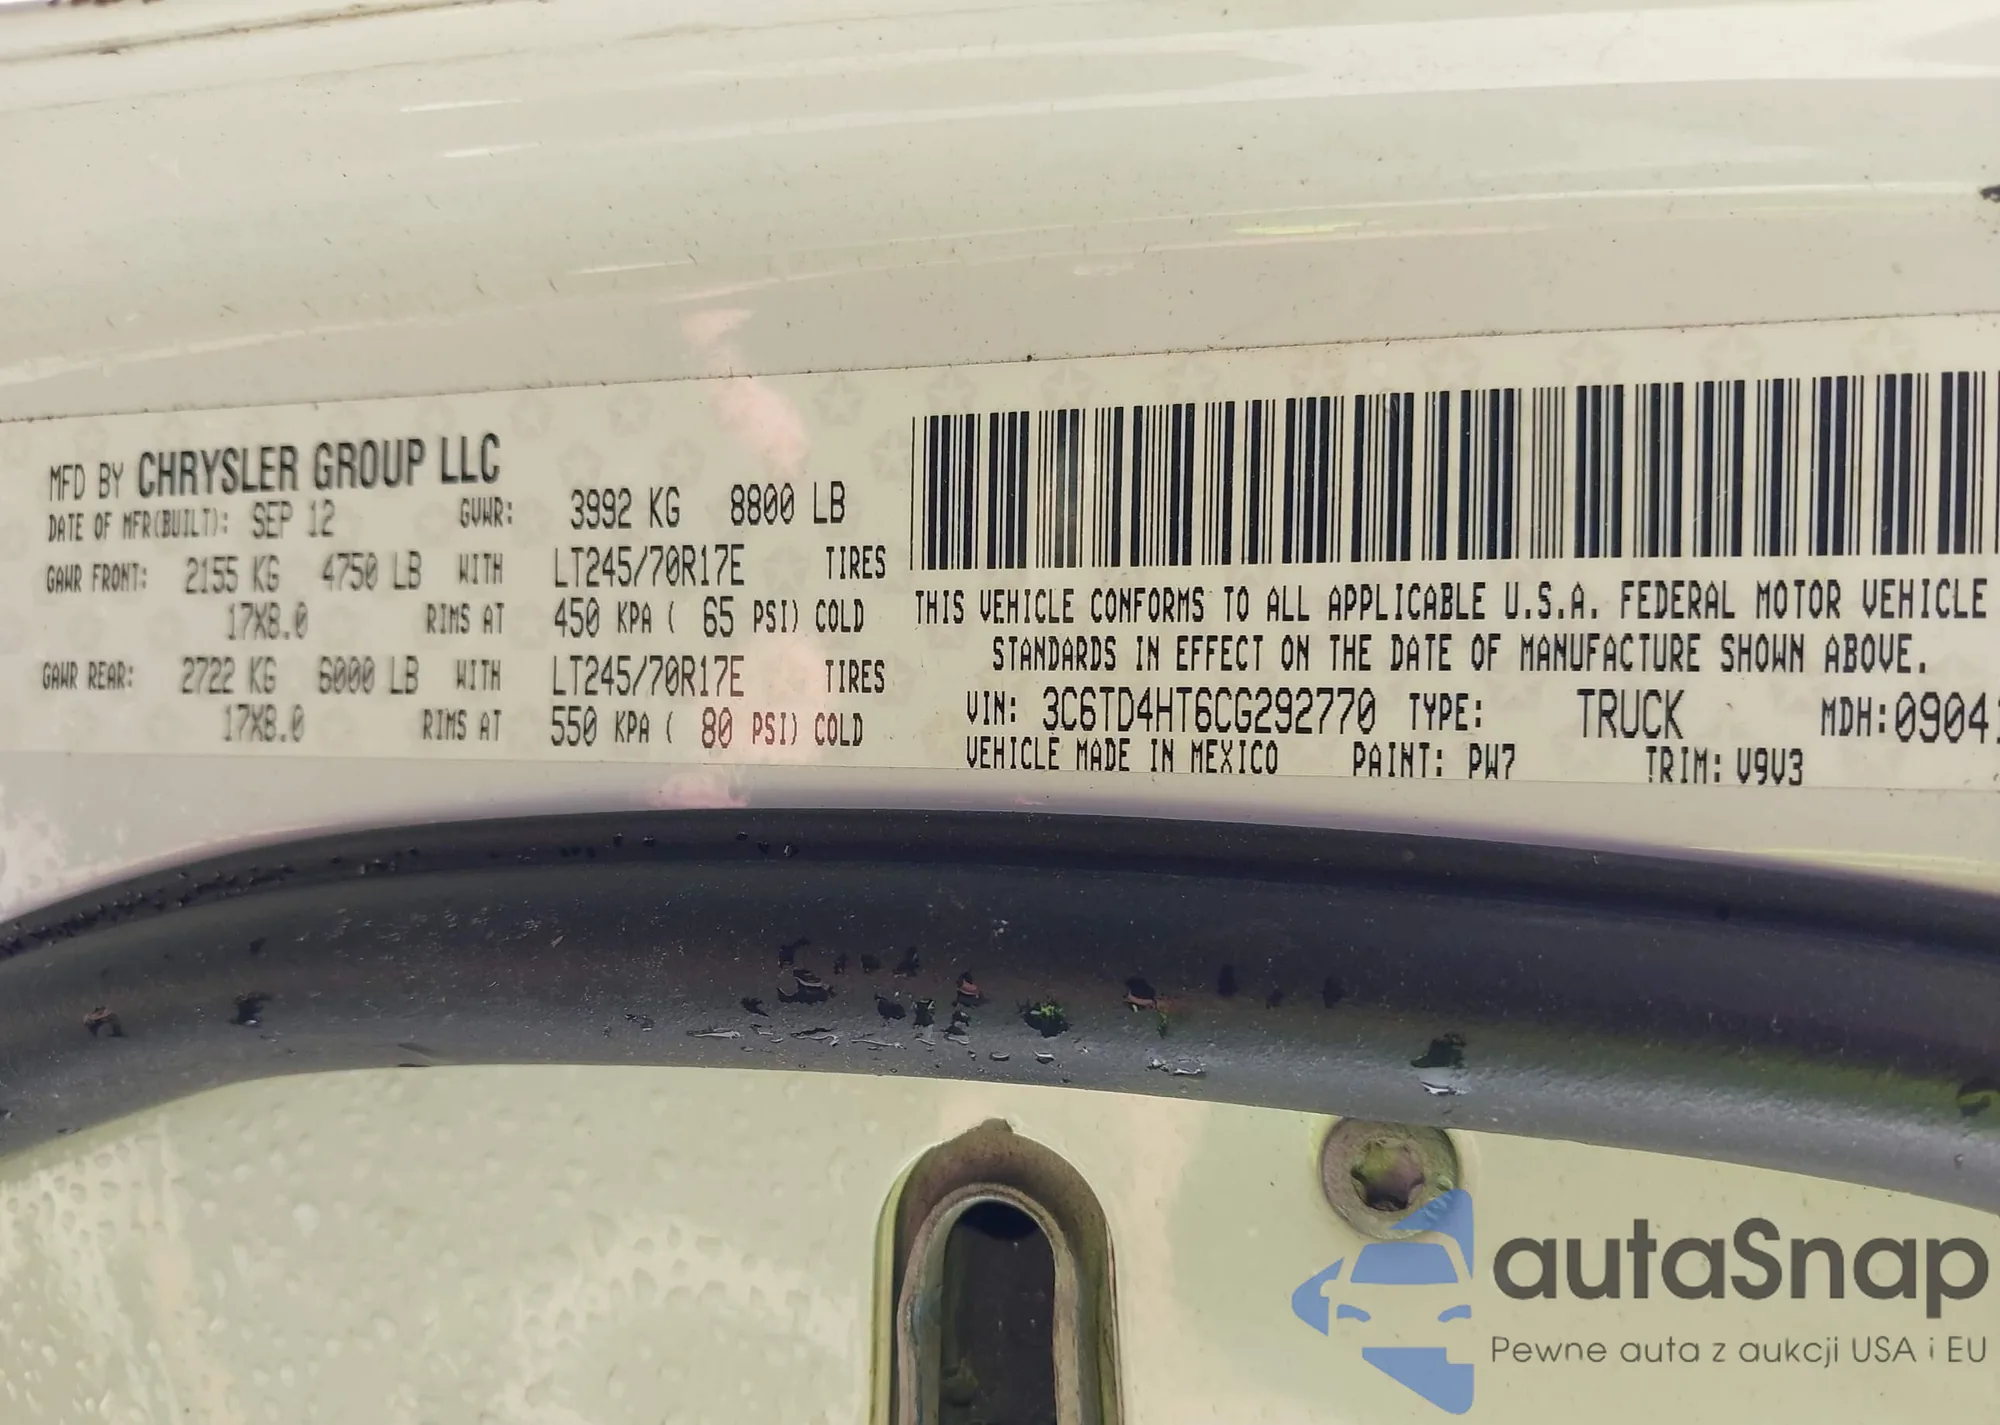 MFD BY CHRYSLER GROUP LLC
DATE OF MFR(BUILT): SEP 12 GVWR: 3992 KG 8800 LB
GAWR FRONT: 2155 KG 4750 LB WITH LT245/70R17E TIRES
17X8.0 RIMS AT 450 KPA ( 65 PSI) COLD
GAWR REAR: 2722 KG 6000 LB WITH LT245/70R17E TIRES
17X8.0 RIMS AT 550 KPA ( 80 PSI) COLD
THIS VEHICLE CONFORMS TO ALL APPLICABLE U.S.A. FEDERAL MOTOR VEHICLE
STANDARDS IN EFFECT ON THE DATE OF MANUFACTURE SHOWN ABOVE.
VIN: 3C6TD4HT6CG292770 TYPE: TRUCK MDH:0904
VEHICLE MADE IN MEXICO PAINT: PW7 TRIM: V9V3
autaSnap
Pewne auta z aukcji USA i EU